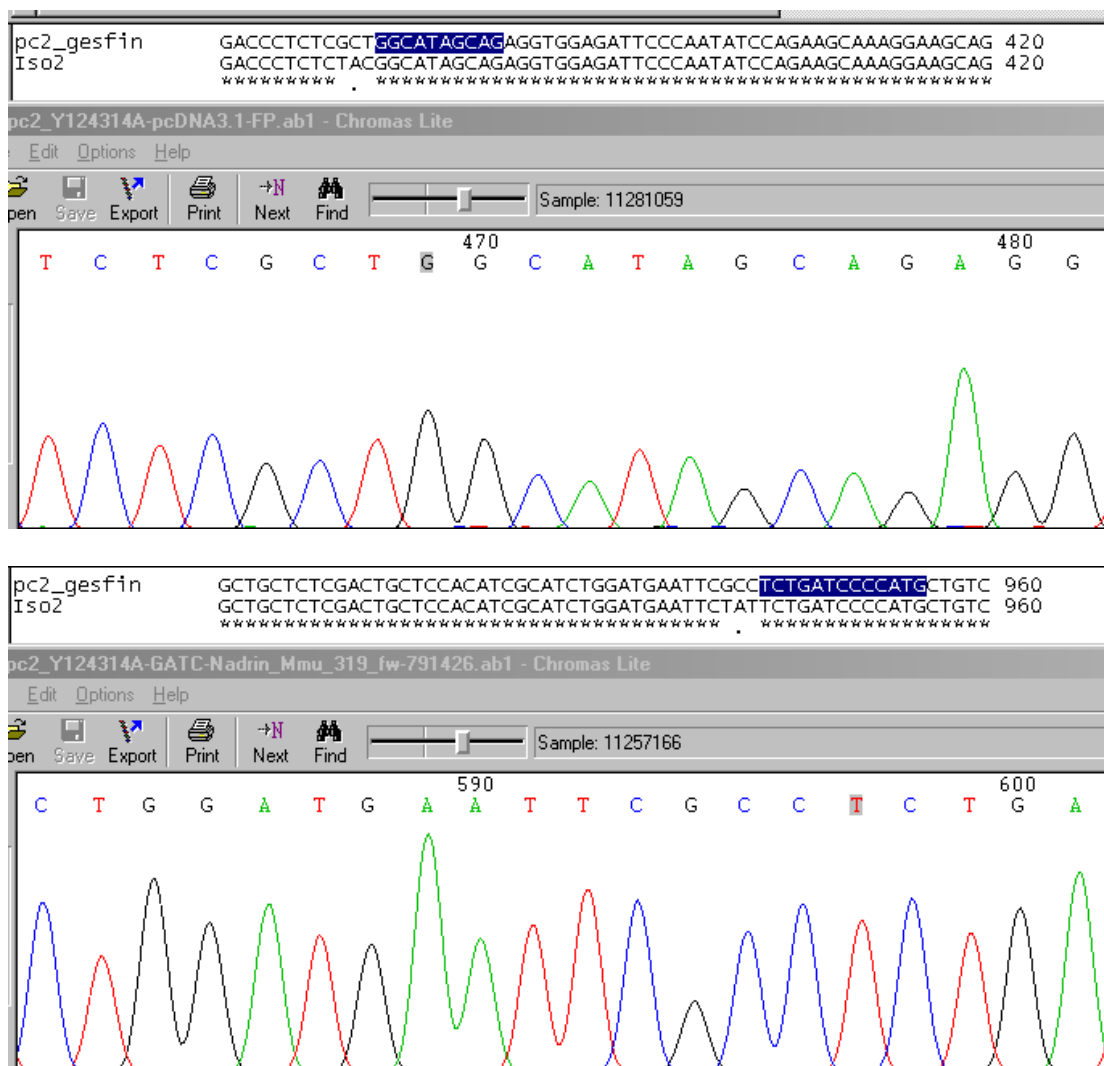 pc2_gesfin GACCCTCTCGCTGGCATAGCAGAGGTGGAGATTCCCAATATCCAGAAGCAAAGGAAGCAG 420
Iso2 GACCCTCTCTACGGCATAGCAGAGGTGGAGATTCCCAATATCCAGAAGCAAAGGAAGCAG 420
********* . ************************************************
pc2_Y124314A-pcDNA3.1-FP.ab1 - Chromas Lite
Edit Options Help
pen Save Export Print Next Find Sample: 11281059
470 480
T C T C G C T G G C A T A G C A G A G G
pc2_gesfin GCTGCTCTCGACTGCTCCACATCGCATCTGGATGAATTCGCCTCTGATCCCCATGCTGTC 960
Iso2 GCTGCTCTCGACTGCTCCACATCGCATCTGGATGAATTCTATTCTGATCCCCATGCTGTC 960
*************************************** . ******************
pc2_Y124314A-GATC-Nadrin_Mmu_319_fw-791426.ab1 - Chromas Lite
Edit Options Help
pen Save Export Print Next Find Sample: 11257166
590 600
C T G G A T G A A T T C G C C T C T G A